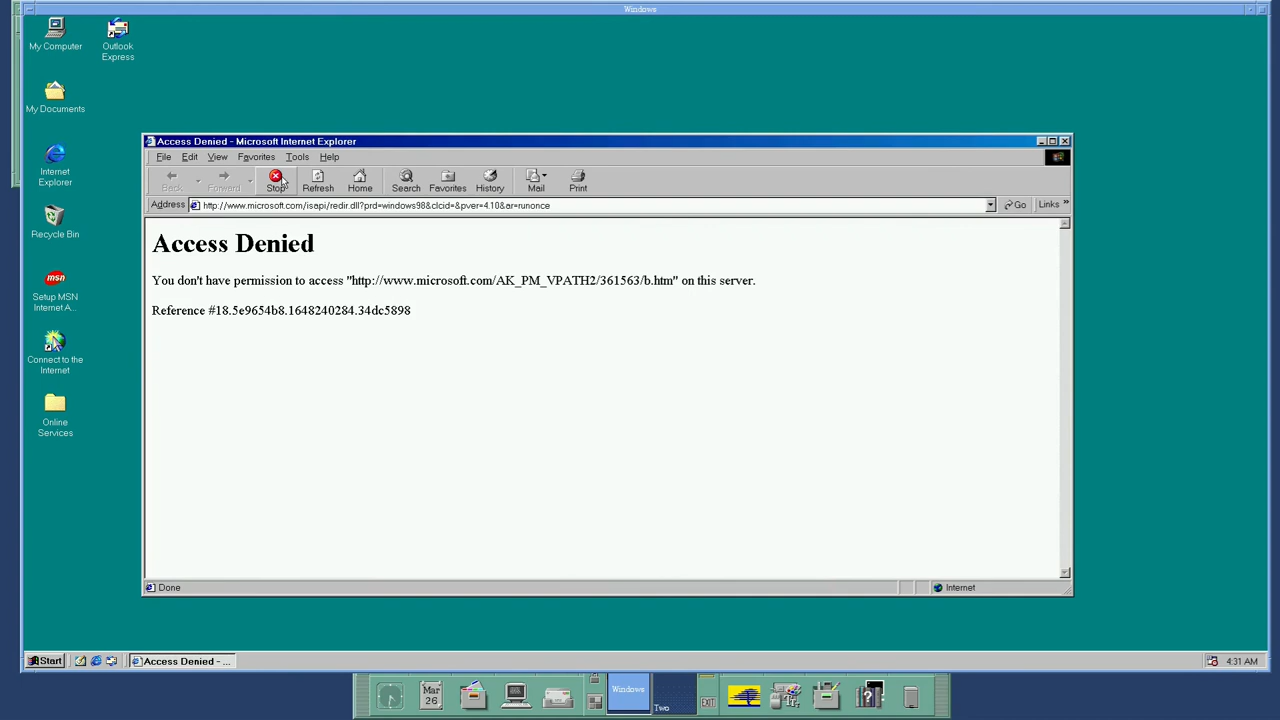 Windows
My Computer
Outlook
Express
My Documents
Internet
Explorer
Recycle Bin
msn
Setup MSN
Internet A...
Connect to the
Internet
Online
Services
Access Denied - Microsoft Internet Explorer
File Edit View Favorites Tools Help
Back Forward Stop Refresh Home Search Favorites History Mail Print
Address http://www.microsoft.com/isapi/redir.dll?prd=windows98&clcid=&pver=4.10&ar=runonce Go Links »
Access Denied
You don't have permission to access "http://www.microsoft.com/AK_PM_VPATH2/361563/b.htm" on this server.
Reference #18.5e9654b8.1648240284.34dc5898
Done Internet
Start Access Denied - ... 4:31 AM
Mar
26
Windows
Two
EXIT